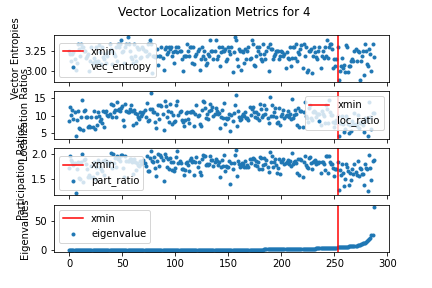 Vector Localization Metrics for 4
Vector Entropies
3.25
3.00
xmin
vec_entropy
Localization Ratios
15
10
5
xmin
loc_ratio
Participation Ratios
2.0
1.5
xmin
part_ratio
Eigenvalues
50
0
xmin
eigenvalue
0 50 100 150 200 250 300